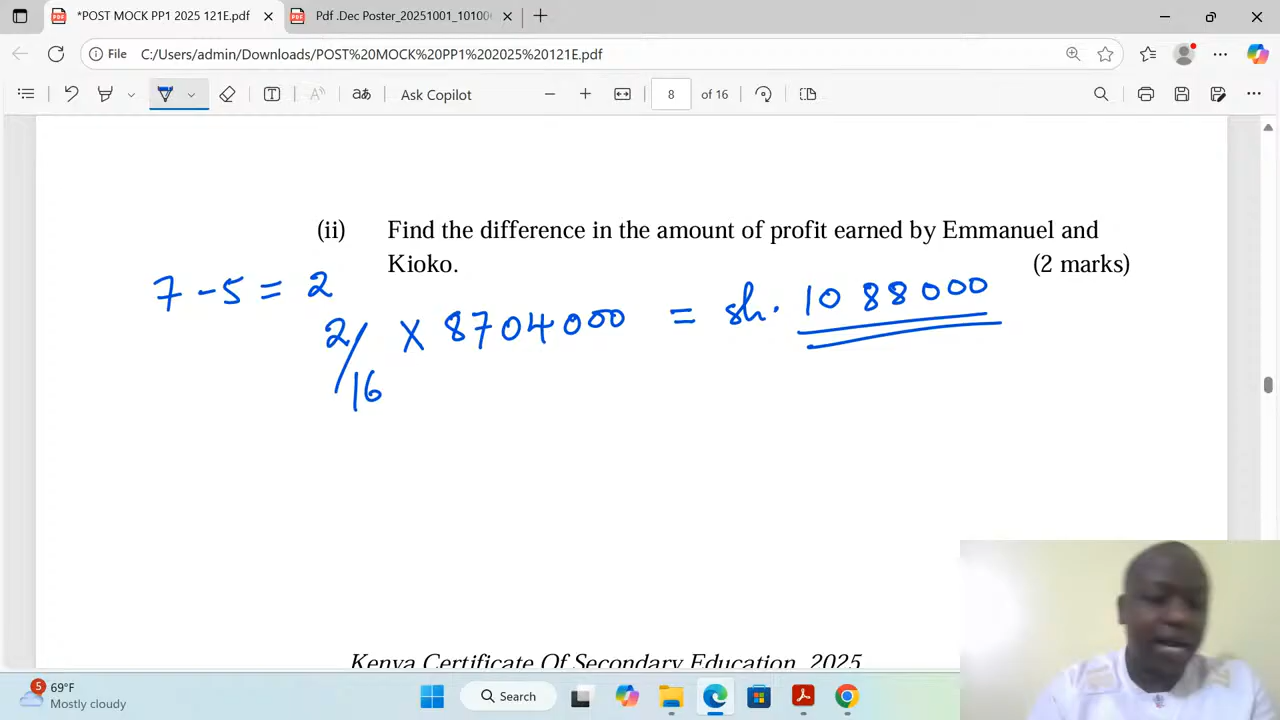 *POST MOCK PP1 2025 121E.pdf
Pdf .Dec Poster_20251001_10100
File C:/Users/admin/Downloads/POST%20MOCK%20PP1%202025%20121E.pdf
Ask Copilot 8 of 16
(ii) Find the difference in the amount of profit earned by Emmanuel and
Kioko. (2 marks)
7 - 5 = 2
2/16 × 8704000 = sh. 1088000
Kenya Certificate Of Secondary Education, 2025
5 69°F
Mostly cloudy
Search